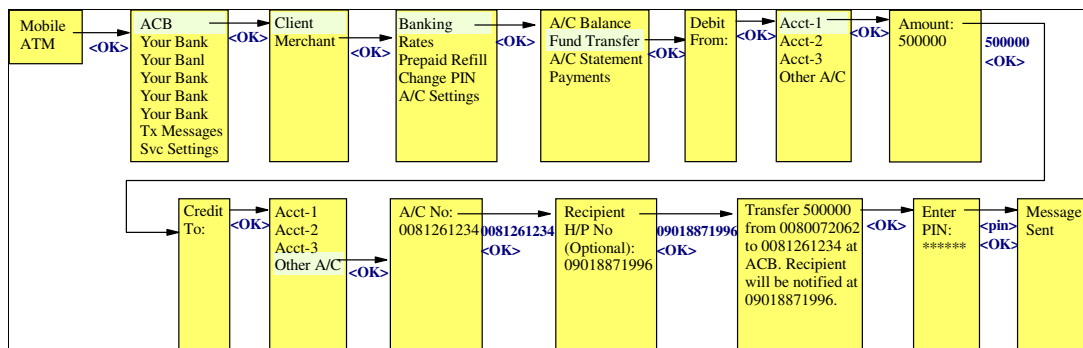 Mobile
ATM
<OK>
ACB
Your Bank
Your Banl
Your Bank
Your Bank
Your Bank
Tx Messages
Svc Settings
<OK>
Client
Merchant
<OK>
Banking
Rates
Prepaid Refill
Change PIN
A/C Settings
<OK>
A/C Balance
Fund Transfer
A/C Statement
Payments
<OK>
Debit
From:
<OK>
Acct-1
Acct-2
Acct-3
Other A/C
<OK>
Amount:
500000
500000
<OK>
Credit
To:
<OK>
Acct-1
Acct-2
Acct-3
Other A/C
<OK>
A/C No:
0081261234
0081261234
<OK>
Recipient
H/P No
(Optional):
09018871996
09018871996
<OK>
Transfer 500000
from 0080072062
to 0081261234 at
ACB. Recipient
will be notified at
09018871996.
<OK>
Enter
PIN:
******
<pin>
<OK>
Message
Sent